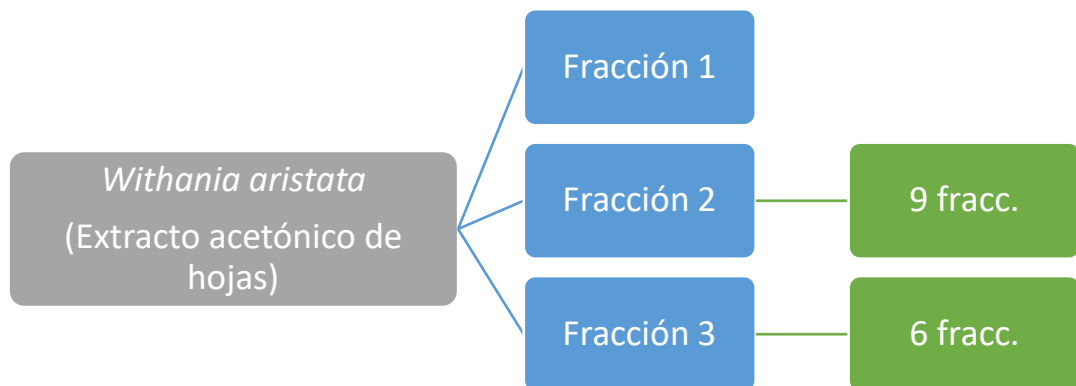 Withania aristata
(Extracto acetónico de
hojas)
Fracción 1
Fracción 2
9 fracc.
Fracción 3
6 fracc.